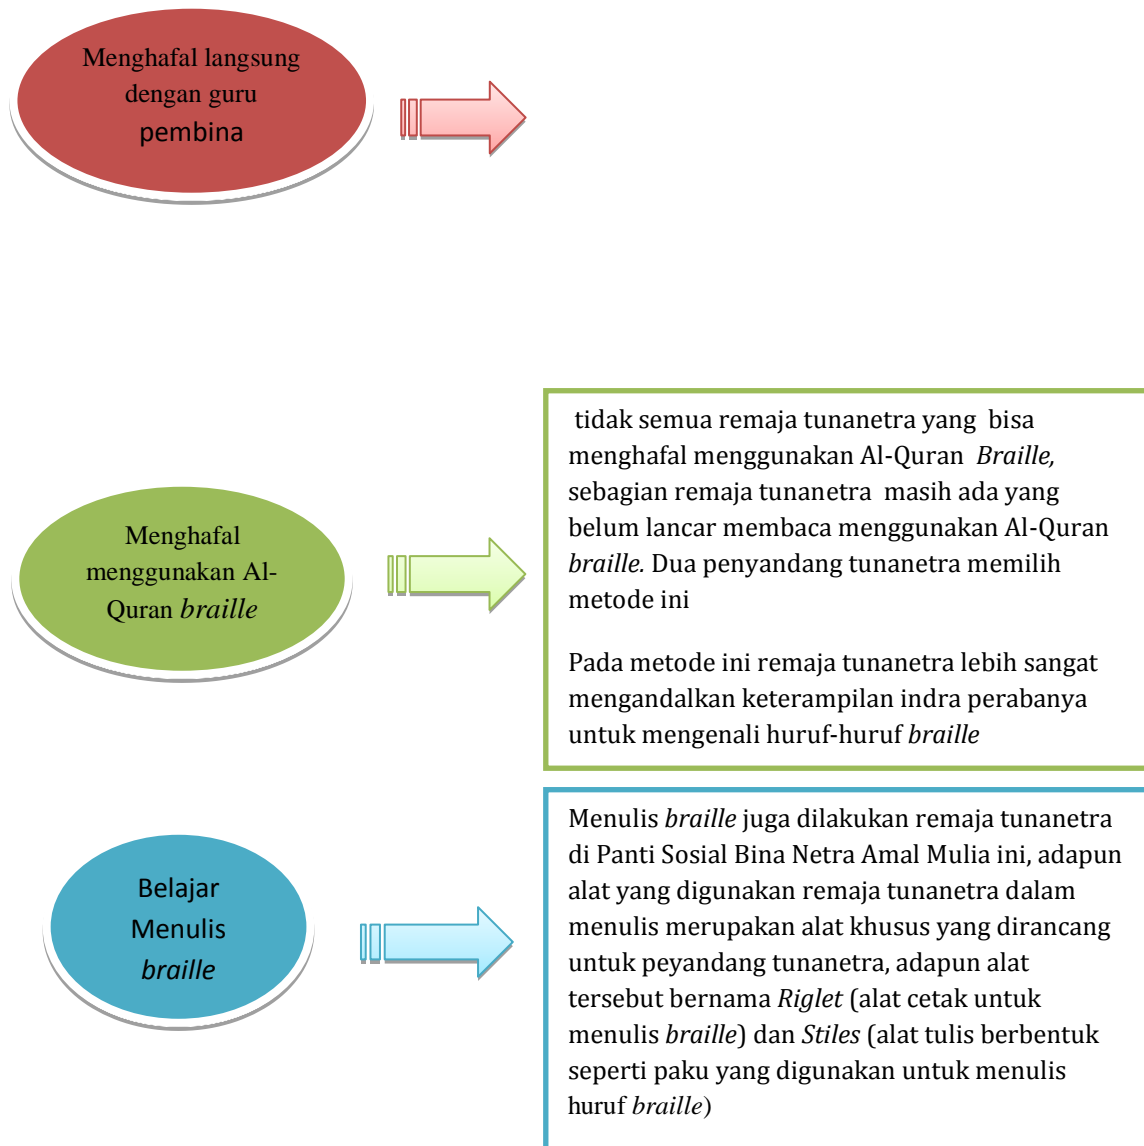 Menghafal langsung
dengan guru
pembina
Menghafal
menggunakan Al-
Quran braille
tidak semua remaja tunanetra yang bisa
menghafal menggunakan Al-Quran Braille,
sebagian remaja tunanetra masih ada yang
belum lancar membaca menggunakan Al-Quran
braille. Dua penyandang tunanetra memilih
metode ini
Pada metode ini remaja tunanetra lebih sangat
mengandalkan keterampilan indra perabanya
untuk mengenali huruf-huruf braille
Belajar
Menulis
braille
Menulis braille juga dilakukan remaja tunanetra
di Panti Sosial Bina Netra Amal Mulia ini, adapun
alat yang digunakan remaja tunanetra dalam
menulis merupakan alat khusus yang dirancang
untuk peyandang tunanetra, adapun alat
tersebut bernama Riglet (alat cetak untuk
menulis braille) dan Stiles (alat tulis berbentuk
seperti paku yang digunakan untuk menulis
huruf braille)